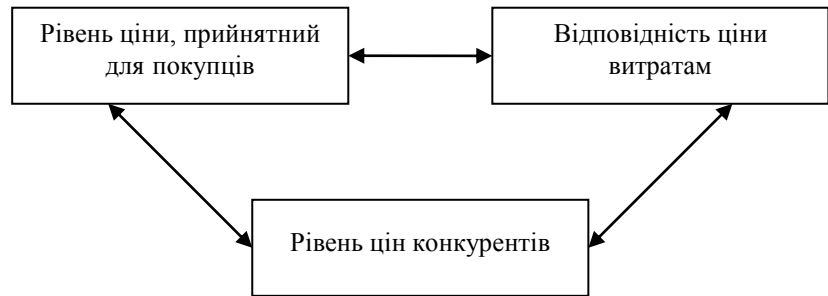 Рівень ціни, прийнятний
для покупців
Відповідність ціни
витратам
Рівень цін конкурентів